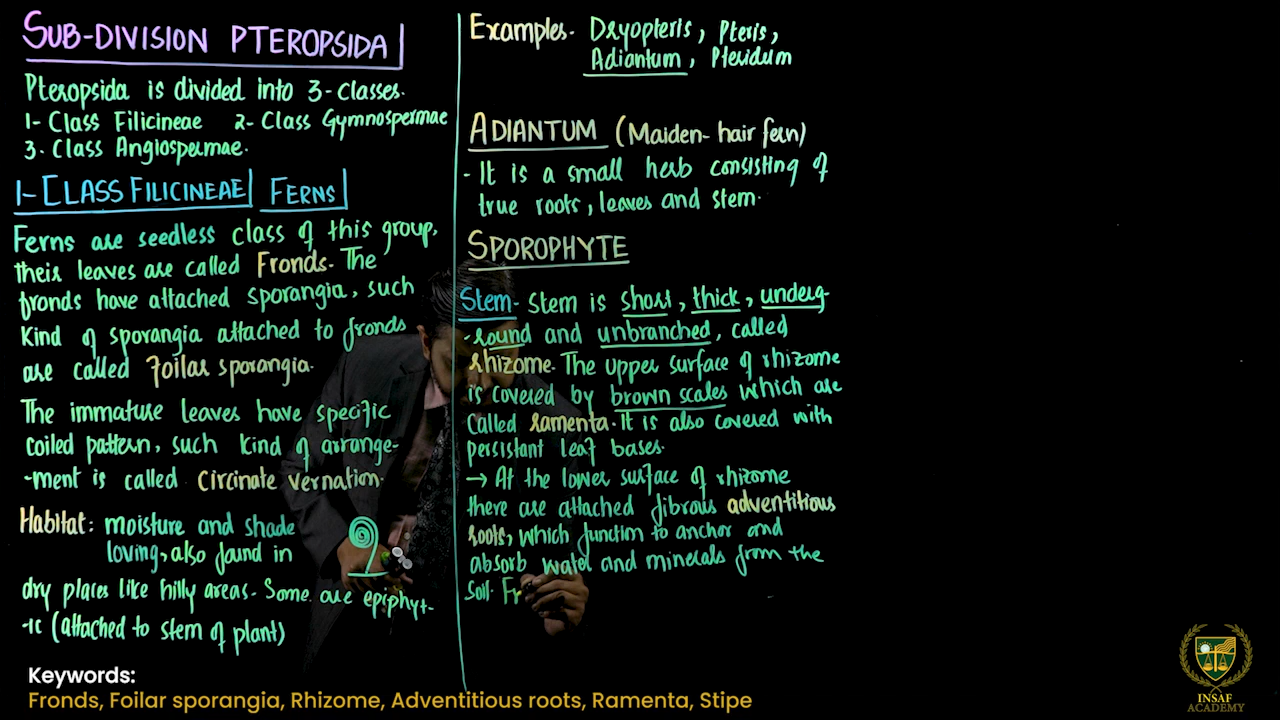 SUB-DIVISION PTEROPSIDA
Pteropsida is divided into 3-classes.
1- Class Filicineae 2- Class Gymnospermae
3. Class Angiospermae.
1- CLASS FILICINEAE FERNS
Ferns are seedless class of this group,
their leaves are called Fronds. The
fronds have attached sporangia, such
Kind of sporangia attached to fronds
are called Foilar sporangia.
The immature leaves have specific
coiled pattern, such kind of arrange-
-ment is called circinate vernation.
Habitat: moisture and shade
loving, also found in
dry places like hilly areas. Some are epiphyt-
-ic (attached to stem of plant)
Examples- Dryopteris, Pteris,
Adiantum, Pteridum
ADIANTUM (Maiden-hair fern)
- It is a small herb consisting of
true roots, leaves and stem.
SPOROPHYTE
Stem- Stem is short, thick, underg-
-round and unbranched, called
rhizome. The upper surface of rhizome
is covered by brown scales which are
called ramenta. It is also covered with
persistant leaf bases.
→ At the lower surface of rhizome
there are attached fibrous adventitious
roots, which function to anchor and
absorb water and minerals from the
soil. Fr
Keywords:
Fronds, Foilar sporangia, Rhizome, Adventitious roots, Ramenta, Stipe
INSAF
ACADEMY